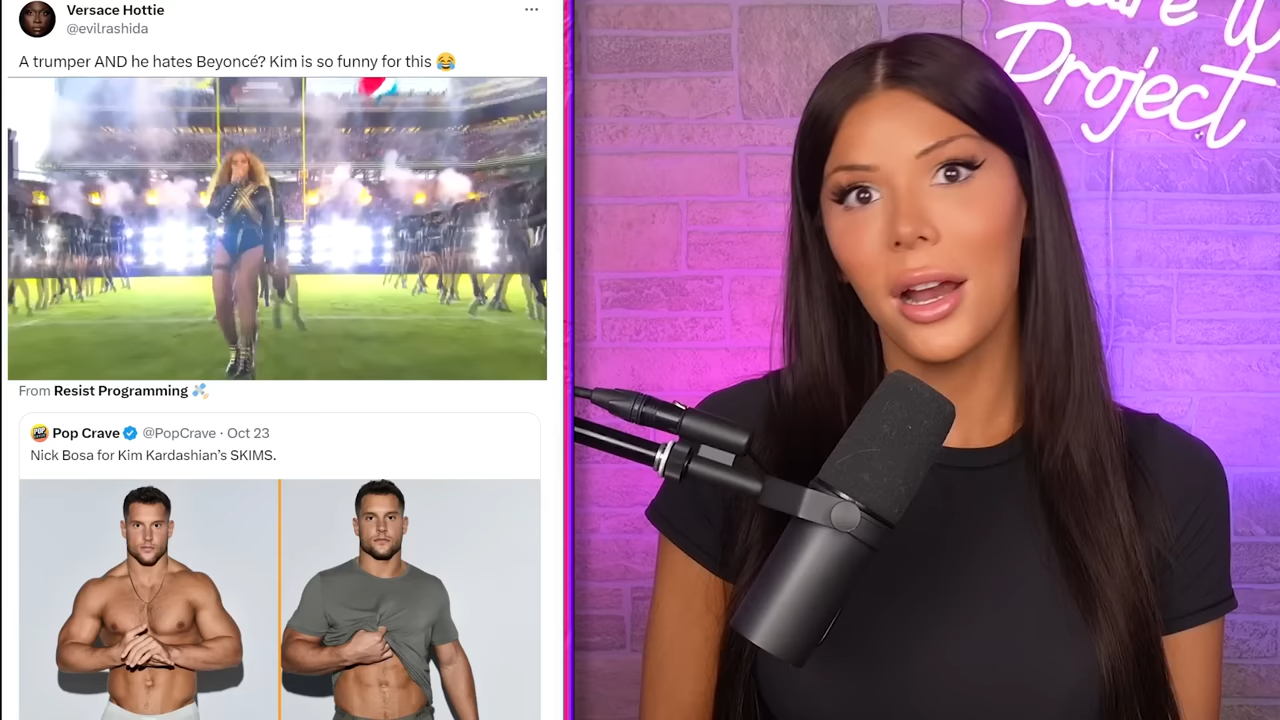 Versace Hottie
@evilrashida
A trumper AND he hates Beyoncé? Kim is so funny for this 😂
From Resist Programming
Pop Crave @PopCrave · Oct 23
Nick Bosa for Kim Kardashian's SKIMS.
Project